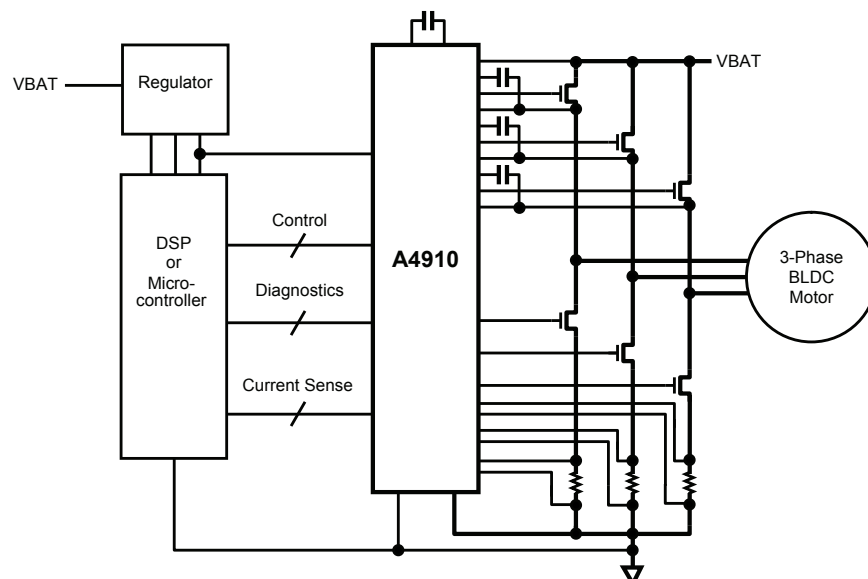 VBAT
Regulator
VBAT
DSP
or
Micro-
controller
Control
Diagnostics
Current Sense
A4910
3-Phase
BLDC
Motor